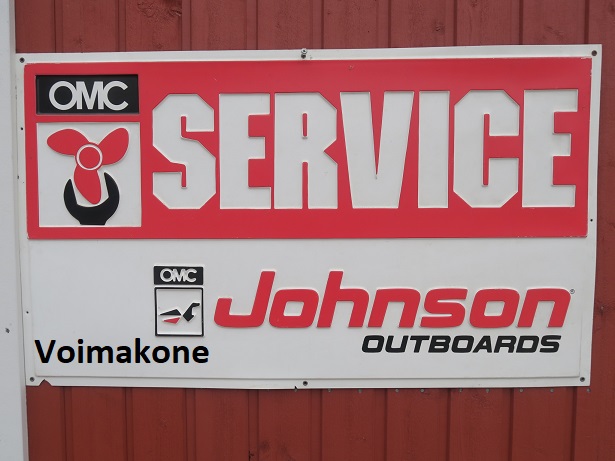 OMC
SERVICE
OMC
Johnson
OUTBOARDS
Voimakone